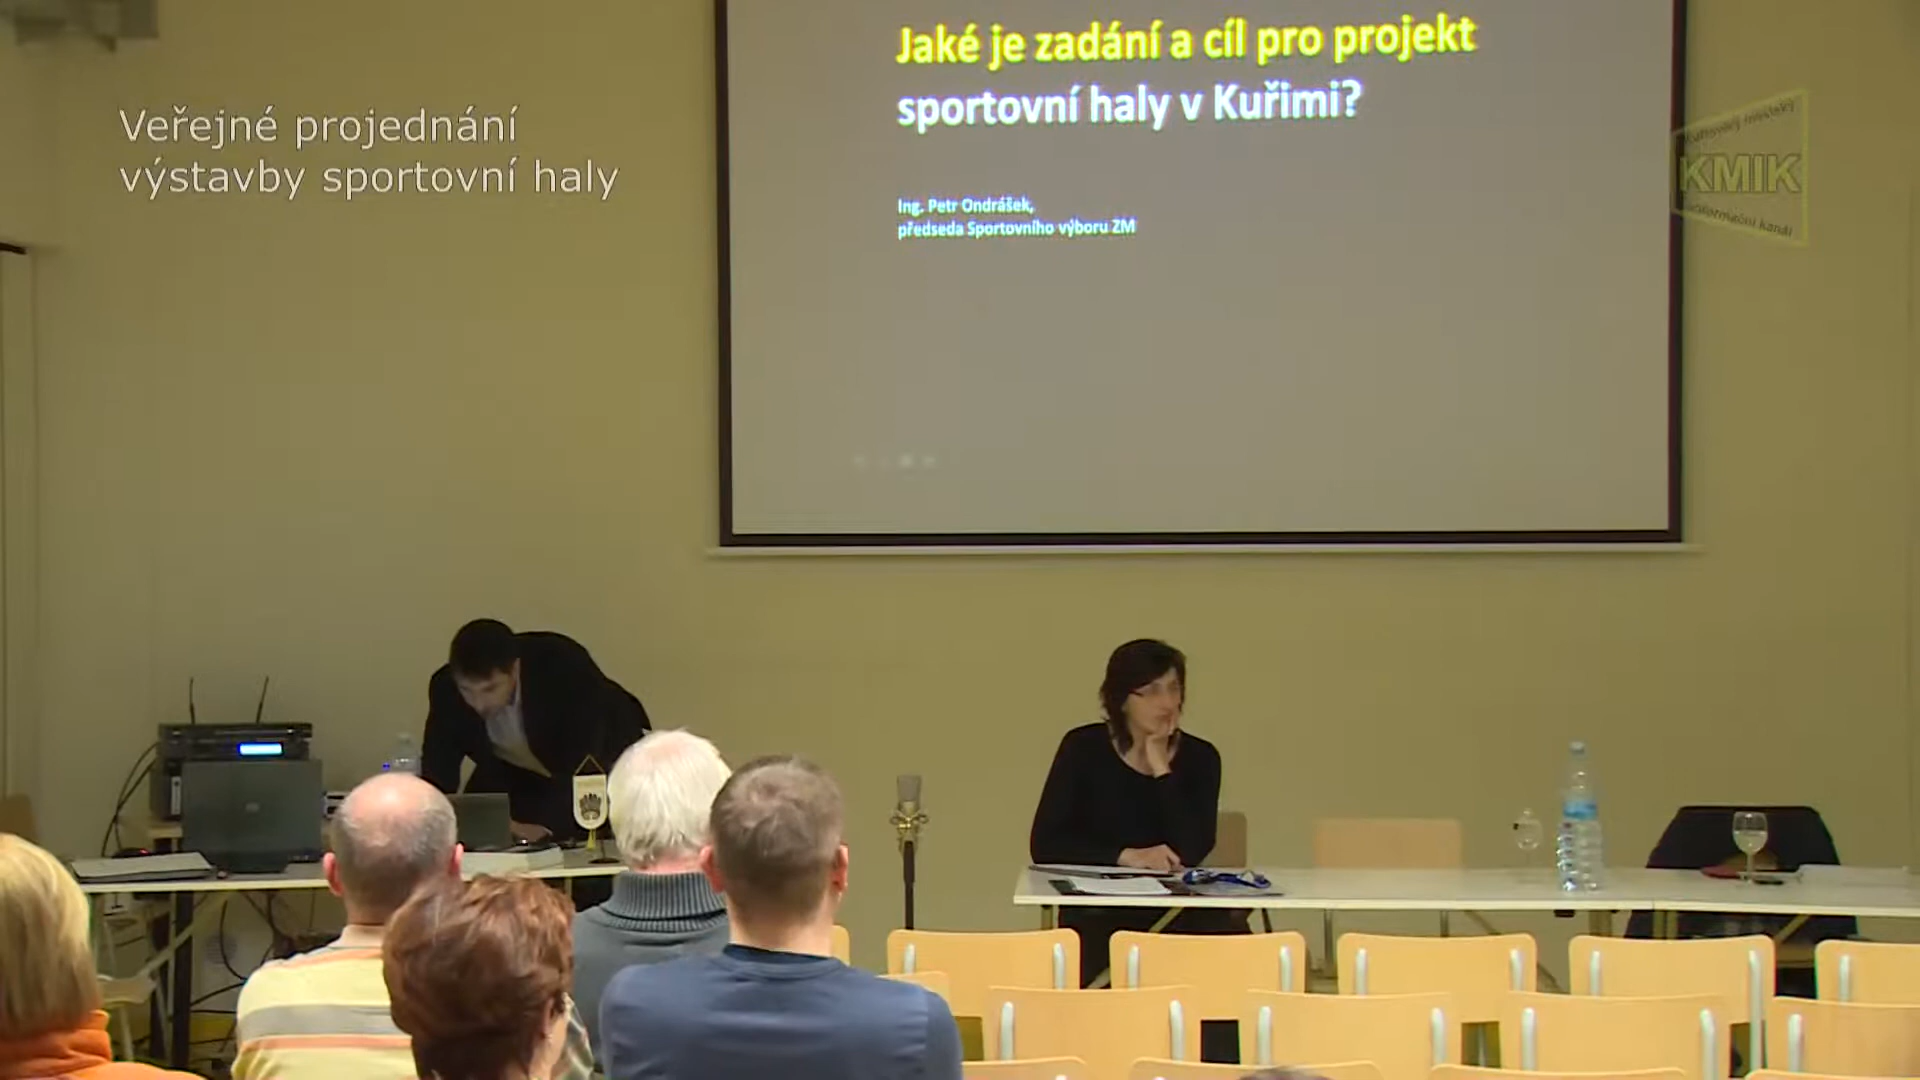 Jaké je zadání a cíl pro projekt
sportovní haly v Kuřimi?
Ing. Petr Ondrášek,
předseda Sportovního výboru ZM
Veřejné projednání
výstavby sportovní haly
KMIK